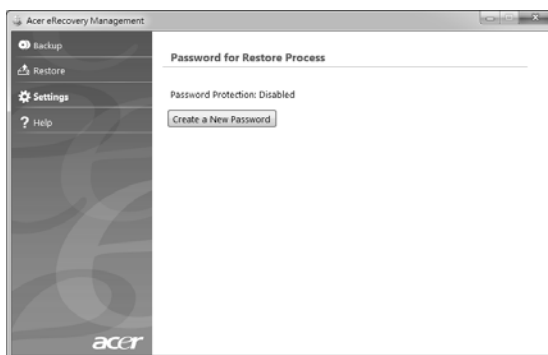 Acer eRecovery Management
Backup
Restore
Settings
Help
Password for Restore Process
Password Protection: Disabled
Create a New Password
acer